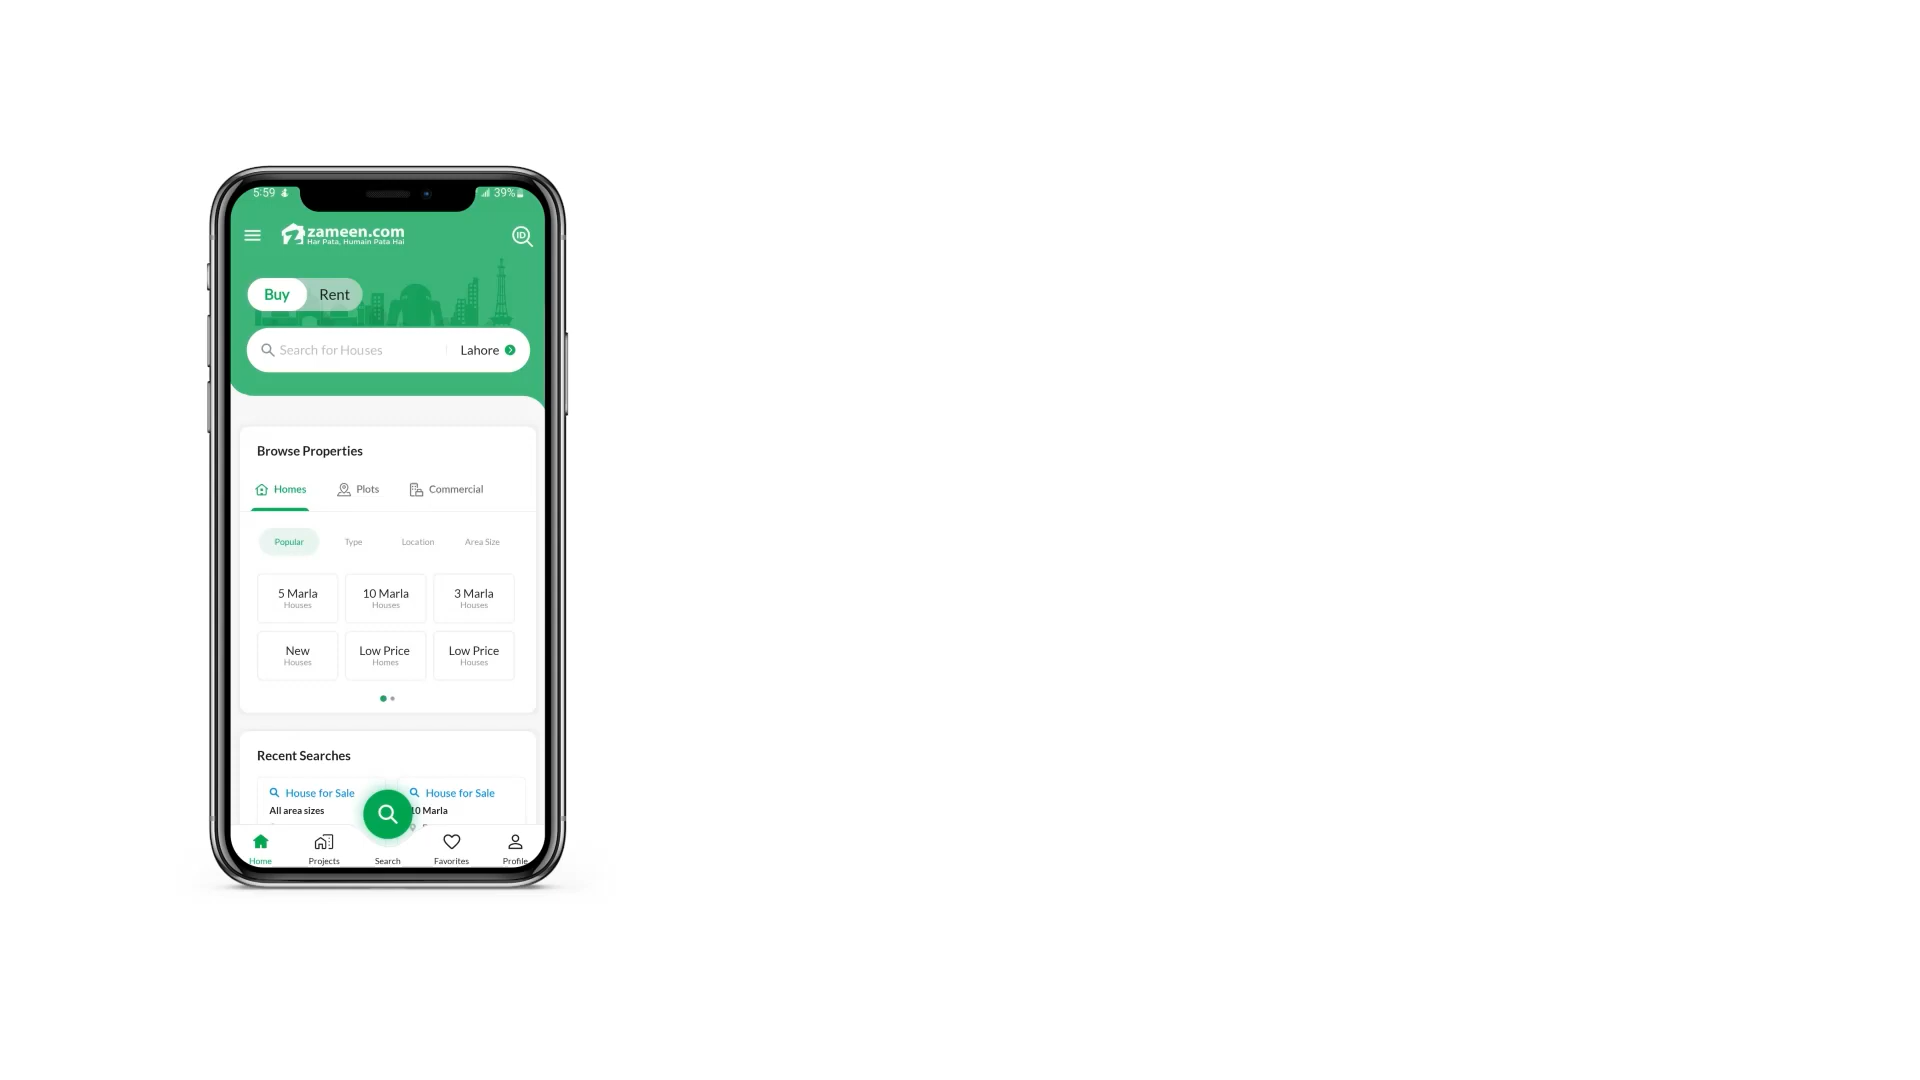 5:59 39%
zameen.com
Har Pata, Humain Pata Hai
ID
Buy Rent
Search for Houses Lahore
Browse Properties
Homes Plots Commercial
Popular Type Location Area Size
5 Marla 10 Marla 3 Marla
Houses Houses Houses
New Low Price Low Price
Houses Homes Houses
Recent Searches
House for Sale House for Sale
All area sizes 10 Marla
Home Projects Search Favorites Profile